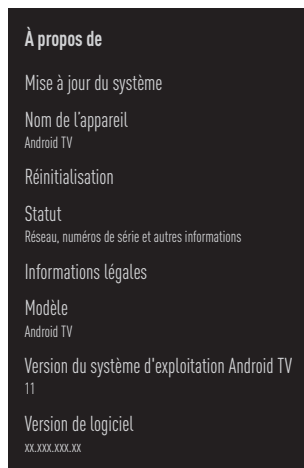 À propos de
Mise à jour du système
Nom de l'appareil
Android TV
Réinitialisation
Statut
Réseau, numéros de série et autres informations
Informations légales
Modèle
Android TV
Version du système d'exploitation Android TV
11
Version de logiciel
xx.xxx.xxx.xx